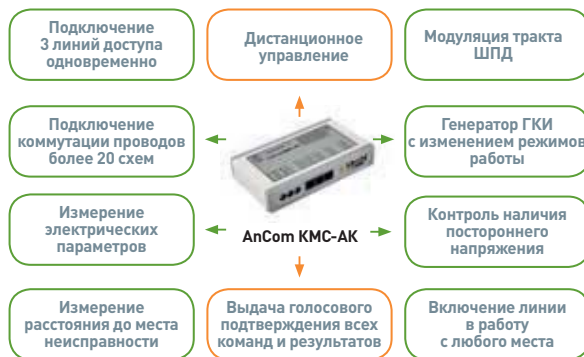 Подключение
3 линий доступа
одновременно
Дистанционное
управление
Модуляция тракта
ШПД
Подключение
коммутации проводов
более 20 схем
Генератор ГКИ
с изменением режимов
работы
Измерение
электрических
параметров
AnCom КМС-АК
Контроль наличия
постороннего
напряжения
Измерение
расстояния до места
неисправности
Выдача голосового
подтверждения всех
команд и результатов
Включение линии
в работу
с любого места